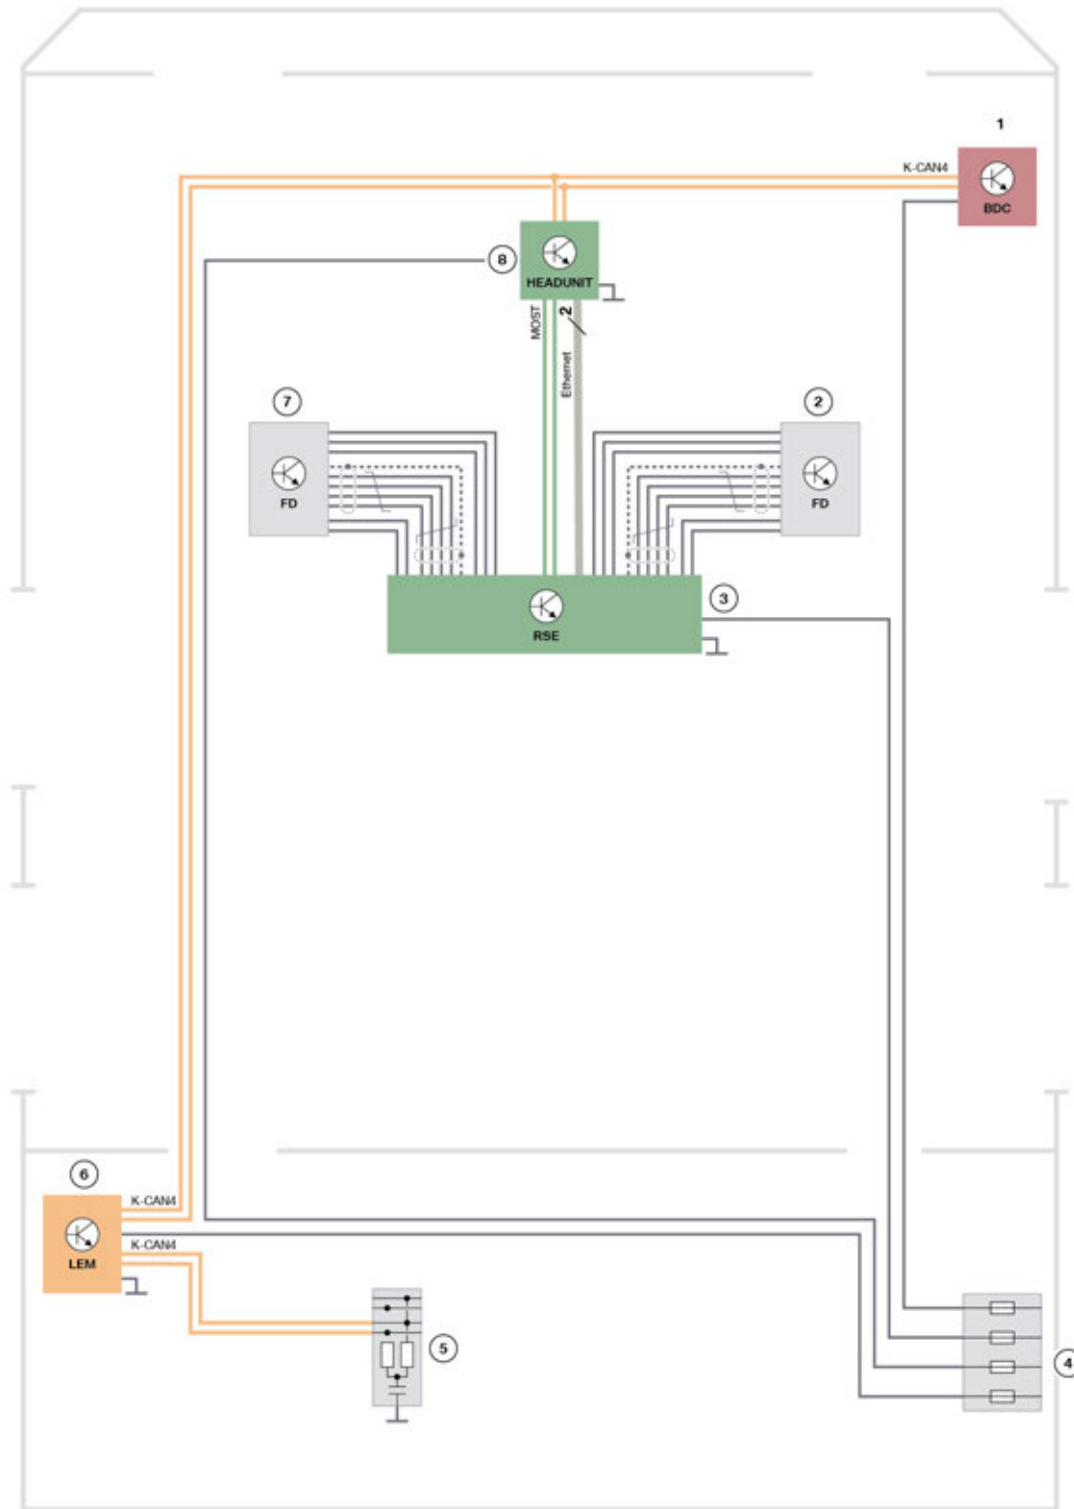 1
K-CAN4
BDC
8
HEADUNIT
MOST
2
Ethernet
7
2
FD
FD
3
RSE
6
K-CAN4
LEM
K-CAN4
5
4